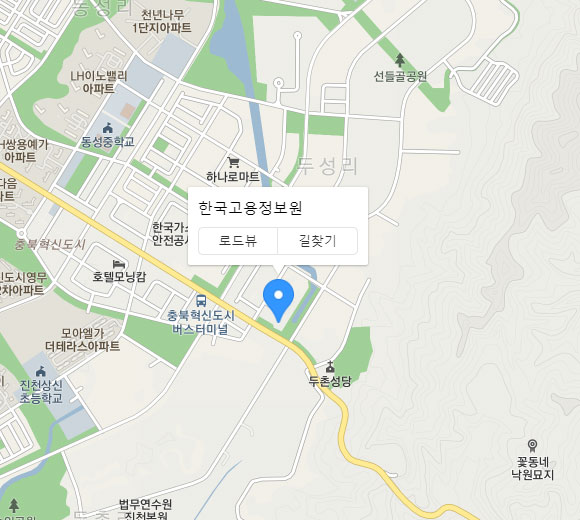 동성리
천년나무
1단지아파트
LH이노밸리
아파트
선들골공원
동성중학교
쌍용예가
아파트
하나로마트
두성리
다음
파트
한국고용정보원
로드뷰
길찾기
한국가스
안전공사
충북혁신도시
호텔모닝캄
신도시영무
2차아파트
충북혁신도시
버스터미널
모아엘가
더테라스아파트
진천상신
초등학교
두촌성당
꽃동네
낙원묘지
법무연수원
진천본원